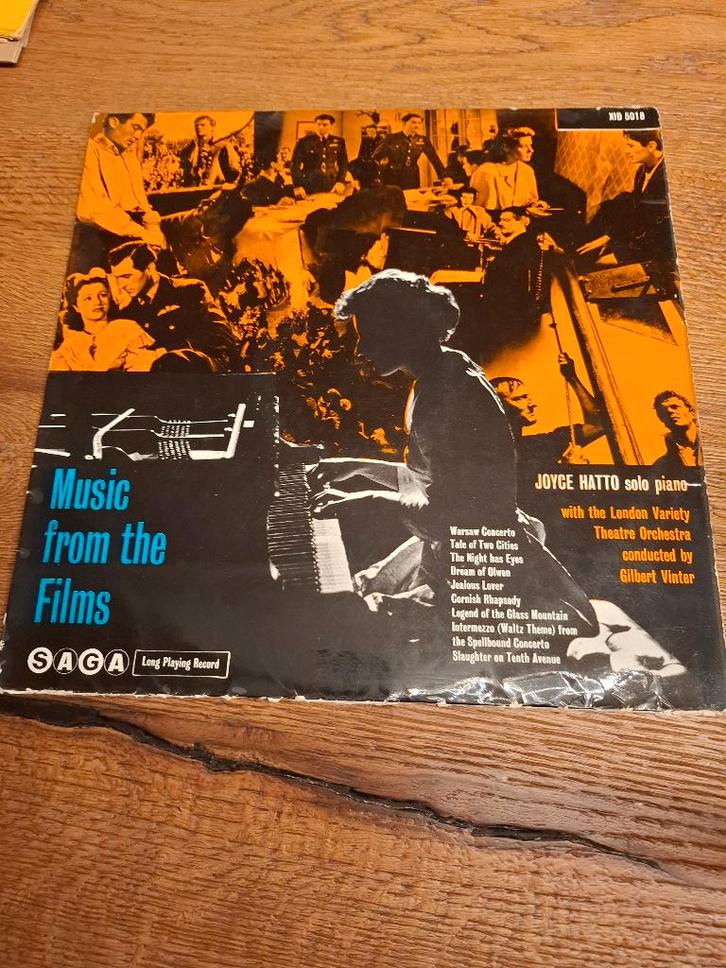 XID 5018
JOYCE HATTO solo piano
with the London Variety
Theatre Orchestra
conducted by
Gilbert Vinter
Music
from the
Films
Warsaw Concerto
Tale of Two Cities
The Night has Eyes
Dream of Olwen
Jealous Lover
Cornish Rhapsody
Legend of the Glass Mountain
Intermezzo (Waltz Theme) from
the Spellbound Concerto
Slaughter on Tenth Avenue
SAGA Long Playing Record